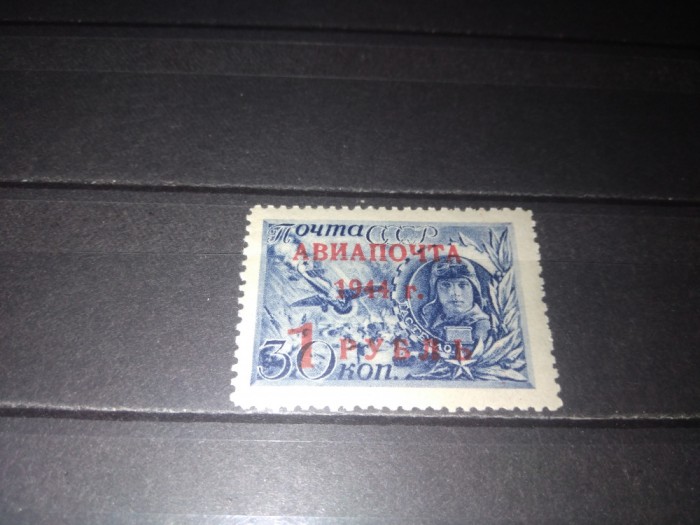 Почта СССР
АВИАПОЧТА
1944 г.
1 РУБЛЬ
30 коп.